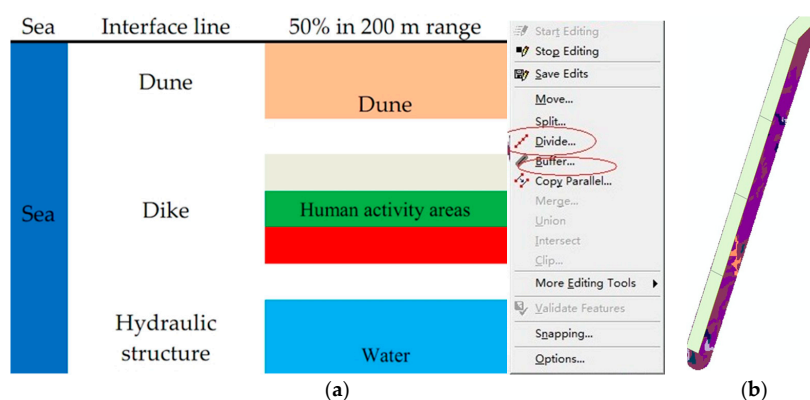 Sea Interface line 50% in 200 m range
Dune
Dune
Sea
Dike
Human activity areas
Hydraulic
structure
Water
Start Editing
Stop Editing
Save Edits
Move...
Split...
Divide...
Buffer...
Copy Parallel...
Merge...
Union
Intersect
Clip...
More Editing Tools
Validate Features
Snapping...
Options...
(a)
(b)